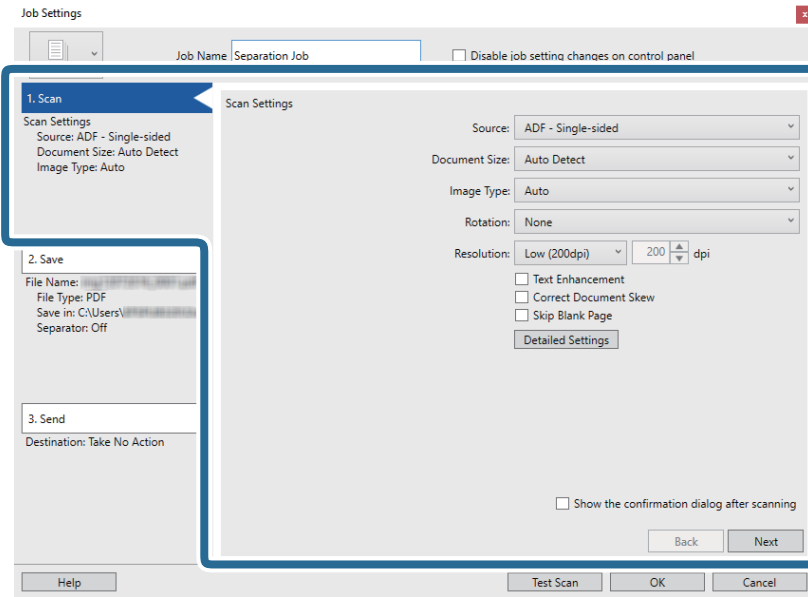 Job Settings
x
Job Name Separation Job Disable job setting changes on control panel
1. Scan
Scan Settings
Source: ADF - Single-sided
Document Size: Auto Detect
Image Type: Auto
2. Save
File Name:
File Type: PDF
Save in: C:\Users\
Separator: Off
3. Send
Destination: Take No Action
Scan Settings
Source: ADF - Single-sided
Document Size: Auto Detect
Image Type: Auto
Rotation: None
Resolution: Low (200dpi) 200 dpi
Text Enhancement
Correct Document Skew
Skip Blank Page
Detailed Settings
Show the confirmation dialog after scanning
Back Next
Help Test Scan OK Cancel